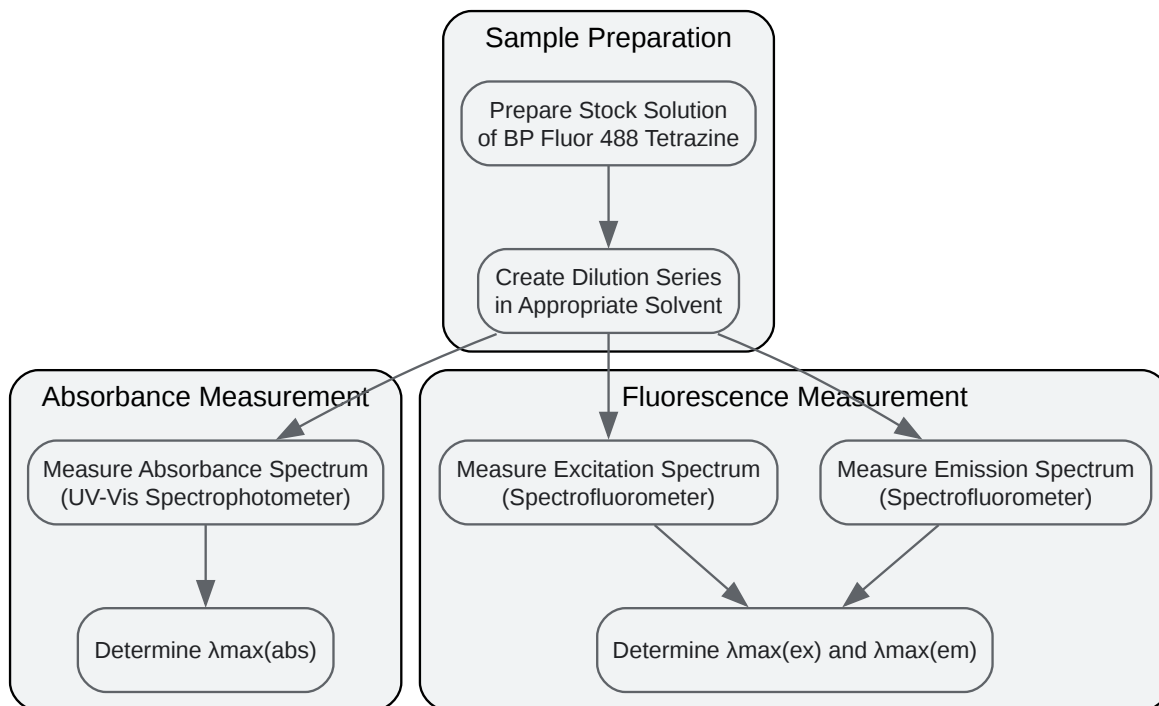 Sample Preparation
Prepare Stock Solution
of BP Fluor 488 Tetrazine
Create Dilution Series
in Appropriate Solvent
Absorbance Measurement
Measure Absorbance Spectrum
(UV-Vis Spectrophotometer)
Determine λmax(abs)
Fluorescence Measurement
Measure Excitation Spectrum
(Spectrofluorometer)
Measure Emission Spectrum
(Spectrofluorometer)
Determine λmax(ex) and λmax(em)